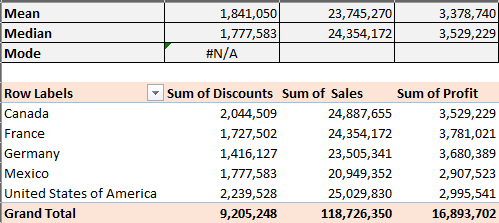 Mean 1,841,050 23,745,270 3,378,740
Median 1,777,583 24,354,172 3,529,229
Mode #N/A
Row Labels Sum of Discounts Sum of Sales Sum of Profit
Canada 2,044,509 24,887,655 3,529,229
France 1,727,502 24,354,172 3,781,021
Germany 1,416,127 23,505,341 3,680,389
Mexico 1,777,583 20,949,352 2,907,523
United States of America 2,239,528 25,029,830 2,995,541
Grand Total 9,205,248 118,726,350 16,893,702